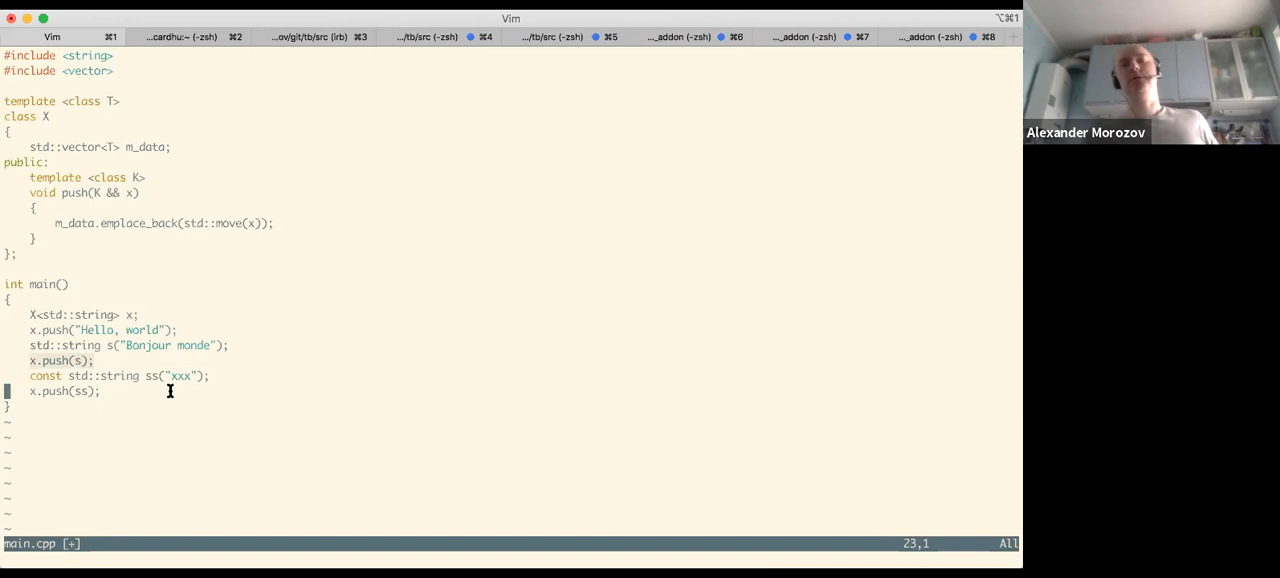 Vim
⌥⌘1
Vim ⌘1 ...cardhu:~ (-zsh) ⌘2 ...ov/git/tb/src (irb) ⌘3 .../tb/src (-zsh) ⌘4 .../tb/src (-zsh) ⌘5 ..._addon (-zsh) ⌘6 ..._addon (-zsh) ⌘7 ..._addon (-zsh) ⌘8
#include <string>
#include <vector>
template <class T>
class X
{
std::vector<T> m_data;
public:
template <class K>
void push(K && x)
{
m_data.emplace_back(std::move(x));
}
};
int main()
{
X<std::string> x;
x.push("Hello, world");
std::string s("Bonjour monde");
x.push(s);
const std::string ss("xxx");
x.push(ss);
}
~
~
~
~
~
~
~
~
main.cpp [+] 23,1 All
Alexander Morozov